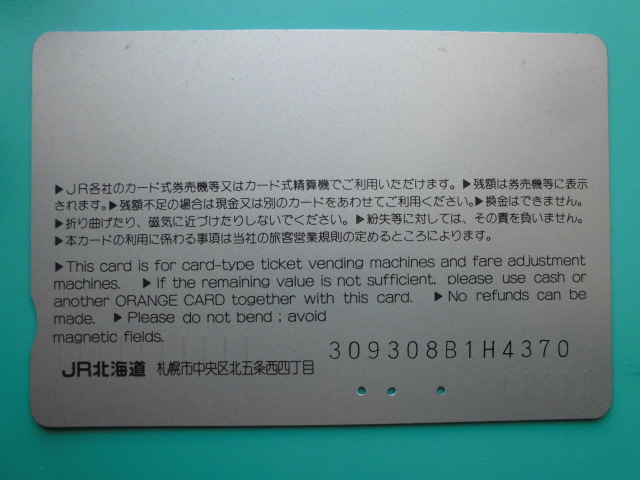 ▶JR各社のカード式券売機等又はカード式精算機でご利用いただけます。▶残額は券売機等に表示
されます。▶残額不足の場合は現金又は別のカードをあわせてご利用ください。▶換金はできません。
▶折り曲げたり、磁気に近づけたりしないでください。▶紛失等に対しては、その責を負いません。
▶本カードの利用に係わる事項は当社の旅客営業規則の定めるところによります。
▶This card is for card-type ticket vending machines and fare adjustment
machines. ▶If the remaining value is not sufficient, please use cash or
another ORANGE CARD together with this card. ▶No refunds can be
made. ▶Please do not bend ; avoid
magnetic fields.
309308B1H4370
JR北海道 札幌市中央区北五条西四丁目